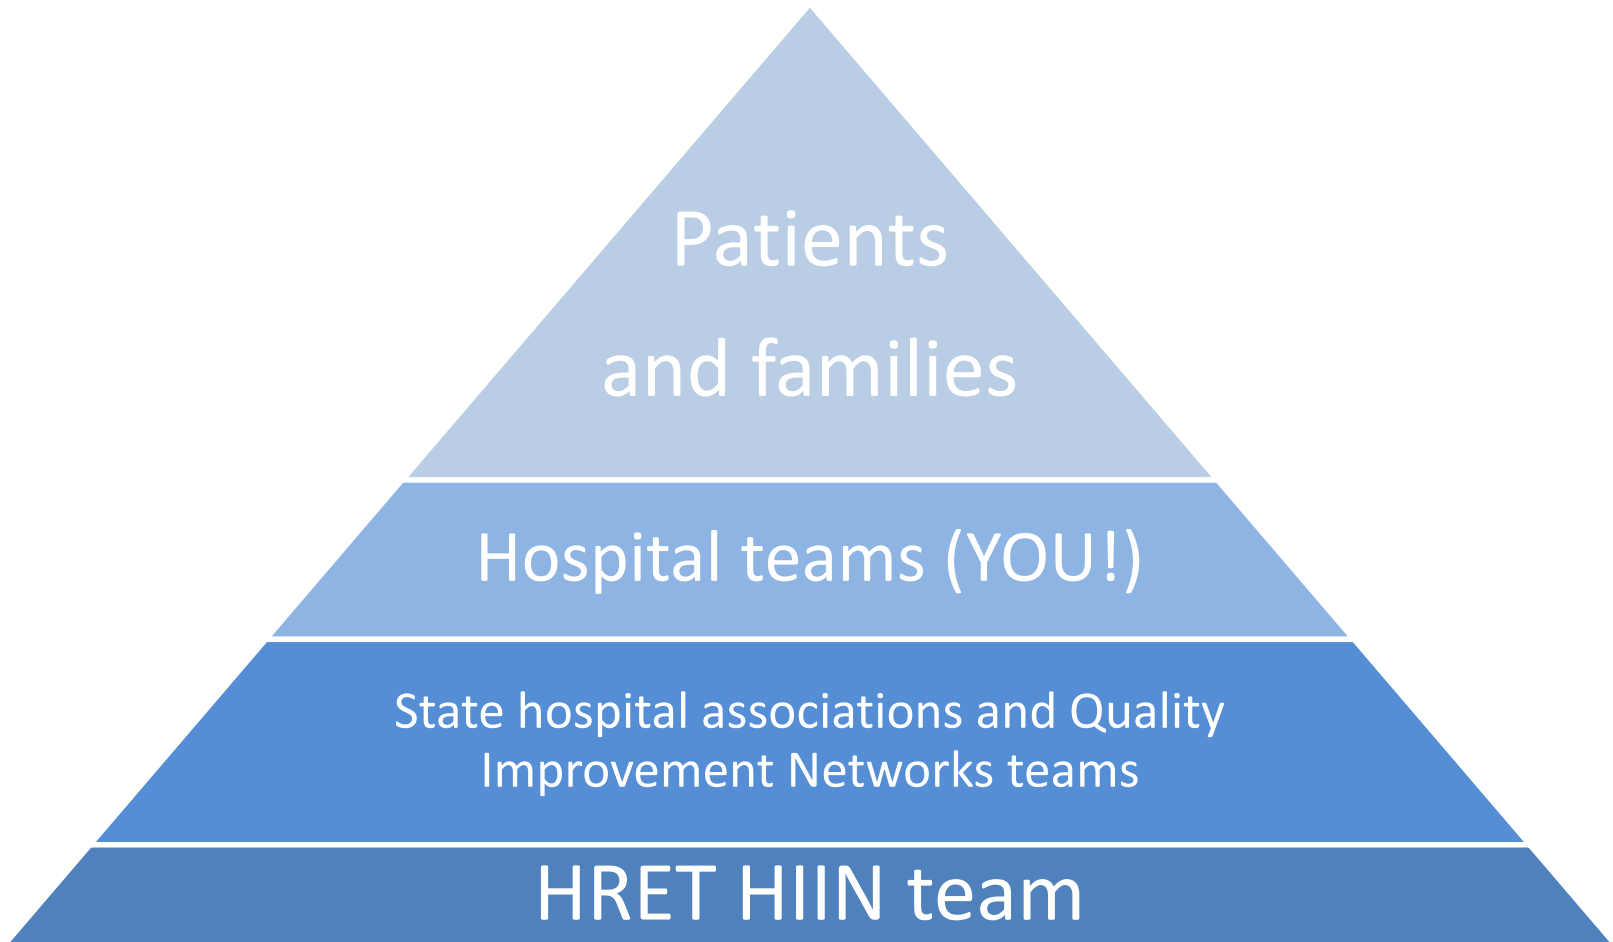 Patients
and families
Hospital teams (YOU!)
State hospital associations and Quality
Improvement Networks teams
HRET HIIN team